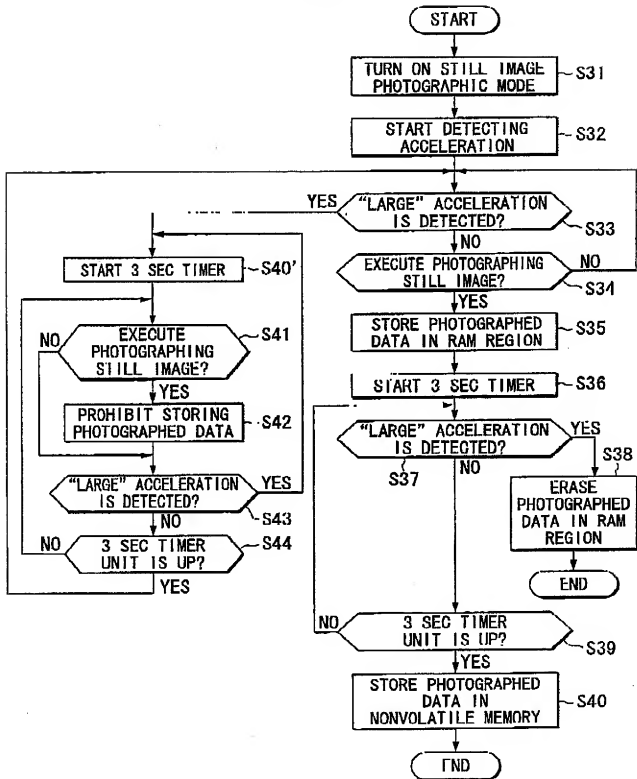 START
TURN ON STILL IMAGE
PHOTOGRAPHIC MODE
S31
START DETECTING
ACCELERATION
S32
"LARGE" ACCELERATION
IS DETECTED?
S33
YES
NO
START 3 SEC TIMER
S40'
EXECUTE PHOTOGRAPHING
STILL IMAGE?
S34
NO
YES
EXECUTE
PHOTOGRAPHING
STILL IMAGE?
S41
NO
YES
STORE PHOTOGRAPHED
DATA IN RAM REGION
S35
START 3 SEC TIMER
S36
PROHIBIT STORING
PHOTOGRAPHED DATA
S42
"LARGE" ACCELERATION
IS DETECTED?
S37
YES
NO
S38
ERASE
PHOTOGRAPHED
DATA IN RAM
REGION
END
"LARGE" ACCELERATION
IS DETECTED?
S43
YES
NO
3 SEC TIMER
UNIT IS UP?
S44
NO
YES
3 SEC TIMER
UNIT IS UP?
S39
NO
YES
STORE PHOTOGRAPHED
DATA IN
NONVOLATILE MEMORY
S40
END